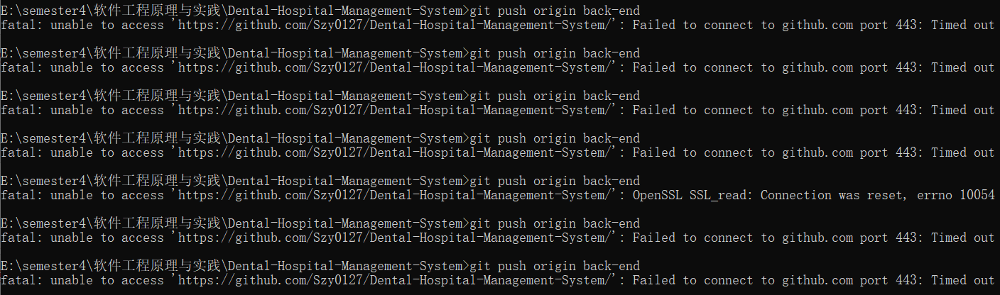 E:\semester4\软件工程原理与实践\Dental-Hospital-Management-System>git push origin back-end
fatal: unable to access 'https://github.com/Szy0127/Dental-Hospital-Management-System/': Failed to connect to github.com port 443: Timed out
E:\semester4\软件工程原理与实践\Dental-Hospital-Management-System>git push origin back-end
fatal: unable to access 'https://github.com/Szy0127/Dental-Hospital-Management-System/': Failed to connect to github.com port 443: Timed out
E:\semester4\软件工程原理与实践\Dental-Hospital-Management-System>git push origin back-end
fatal: unable to access 'https://github.com/Szy0127/Dental-Hospital-Management-System/': Failed to connect to github.com port 443: Timed out
E:\semester4\软件工程原理与实践\Dental-Hospital-Management-System>git push origin back-end
fatal: unable to access 'https://github.com/Szy0127/Dental-Hospital-Management-System/': Failed to connect to github.com port 443: Timed out
E:\semester4\软件工程原理与实践\Dental-Hospital-Management-System>git push origin back-end
fatal: unable to access 'https://github.com/Szy0127/Dental-Hospital-Management-System/': OpenSSL SSL_read: Connection was reset, errno 10054
E:\semester4\软件工程原理与实践\Dental-Hospital-Management-System>git push origin back-end
fatal: unable to access 'https://github.com/Szy0127/Dental-Hospital-Management-System/': Failed to connect to github.com port 443: Timed out
E:\semester4\软件工程原理与实践\Dental-Hospital-Management-System>git push origin back-end
fatal: unable to access 'https://github.com/Szy0127/Dental-Hospital-Management-System/': Failed to connect to github.com port 443: Timed out